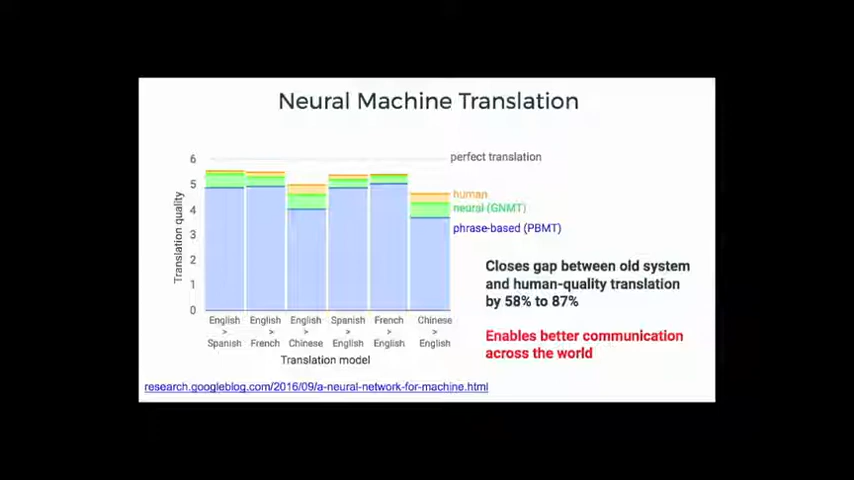 Neural Machine Translation
6
5
4
3
2
1
0
Translation quality
perfect translation
human
neural (GNMT)
phrase-based (PBMT)
English > Spanish
English > French
English > Chinese
Spanish > English
French > English
Chinese > English
Translation model
Closes gap between old system
and human-quality translation
by 58% to 87%
Enables better communication
across the world
research.googleblog.com/2016/09/a-neural-network-for-machine.html